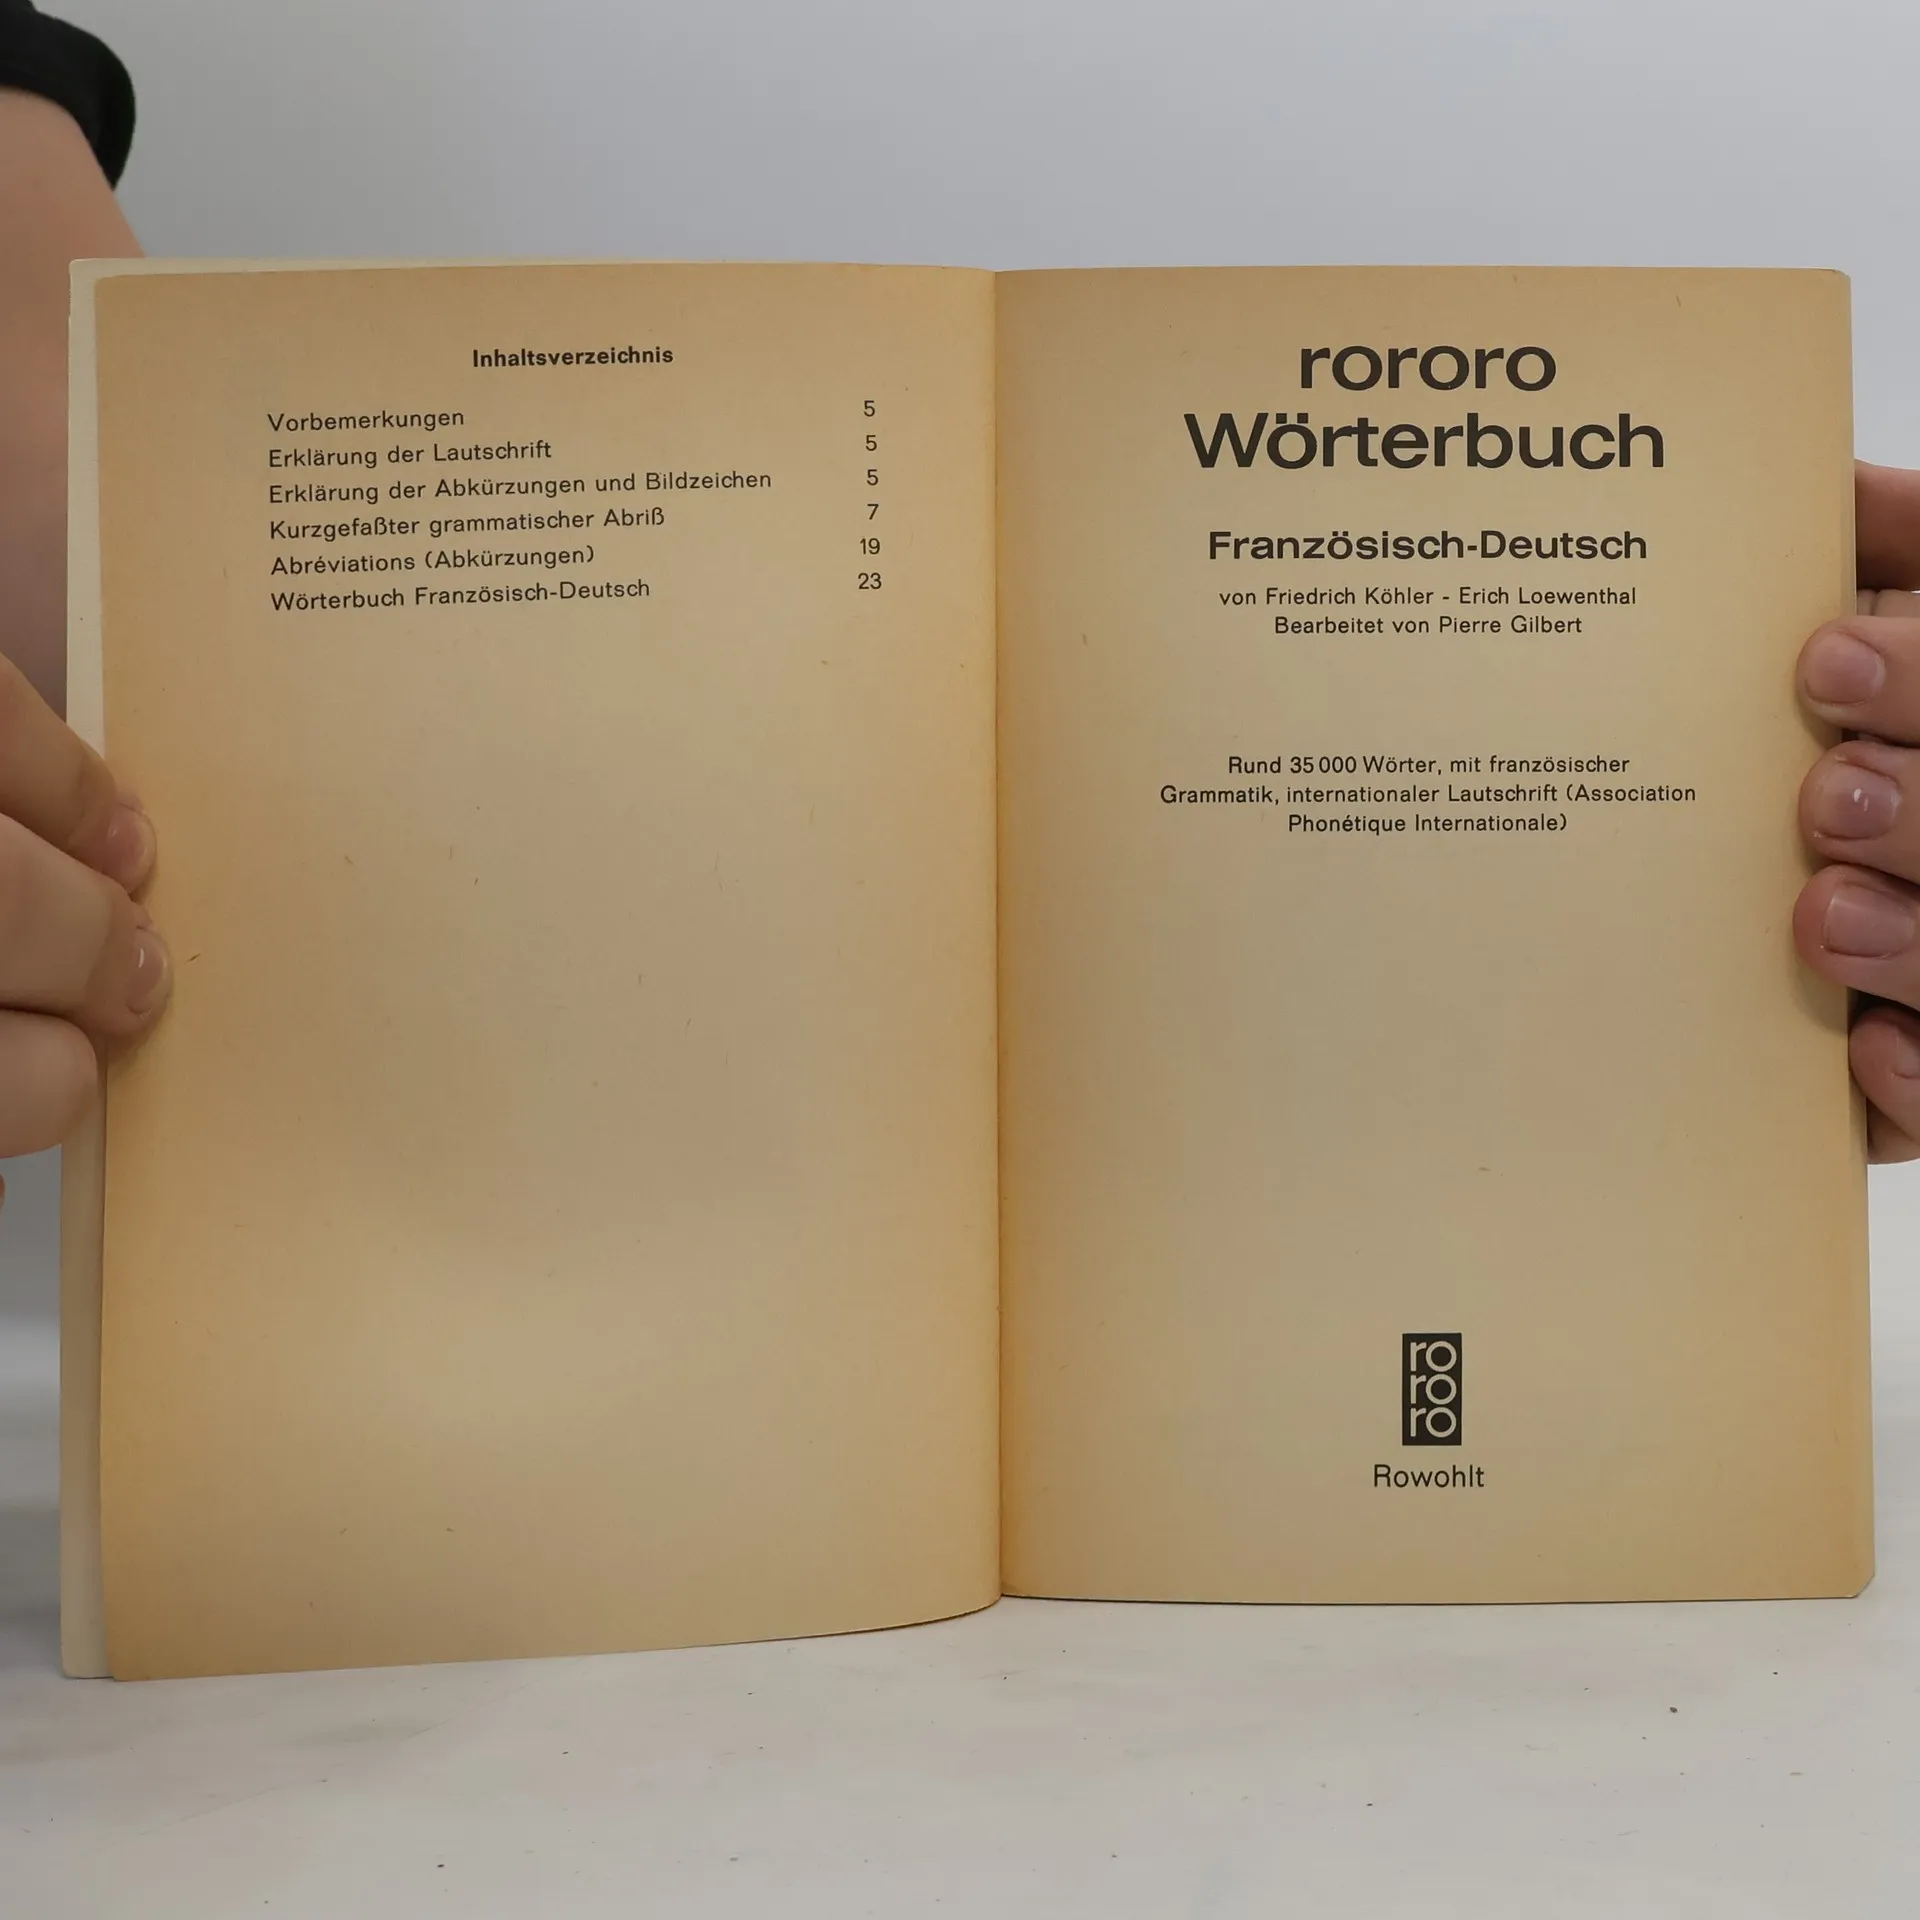 Inhaltsverzeichnis
Vorbemerkungen 5
Erklärung der Lautschrift 5
Erklärung der Abkürzungen und Bildzeichen 5
Kurzgefaßter grammatischer Abriß 7
Abréviations (Abkürzungen) 19
Wörterbuch Französisch-Deutsch 23
rororo
Wörterbuch
Französisch-Deutsch
von Friedrich Köhler - Erich Loewenthal
Bearbeitet von Pierre Gilbert
Rund 35 000 Wörter, mit französischer
Grammatik, internationaler Lautschrift (Association
Phonétique Internationale)
ro
ro
ro
Rowohlt